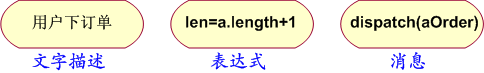 用户下订单
len=a.length+1
dispatch(aOrder)
文字描述
表达式
消息